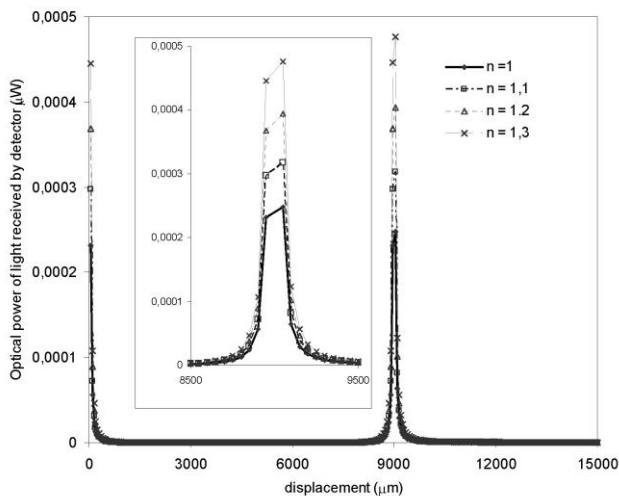 0,0005
0,0004
0,0003
0,0002
0,0001
0
Optical power of light received by detector (μW)
0 3000 6000 9000 12000 15000
displacement (μm)
0,0005
0,0004
0,0003
0,0002
0,0001
0
8500 9500
n =1
n = 1,1
n = 1.2
n = 1,3